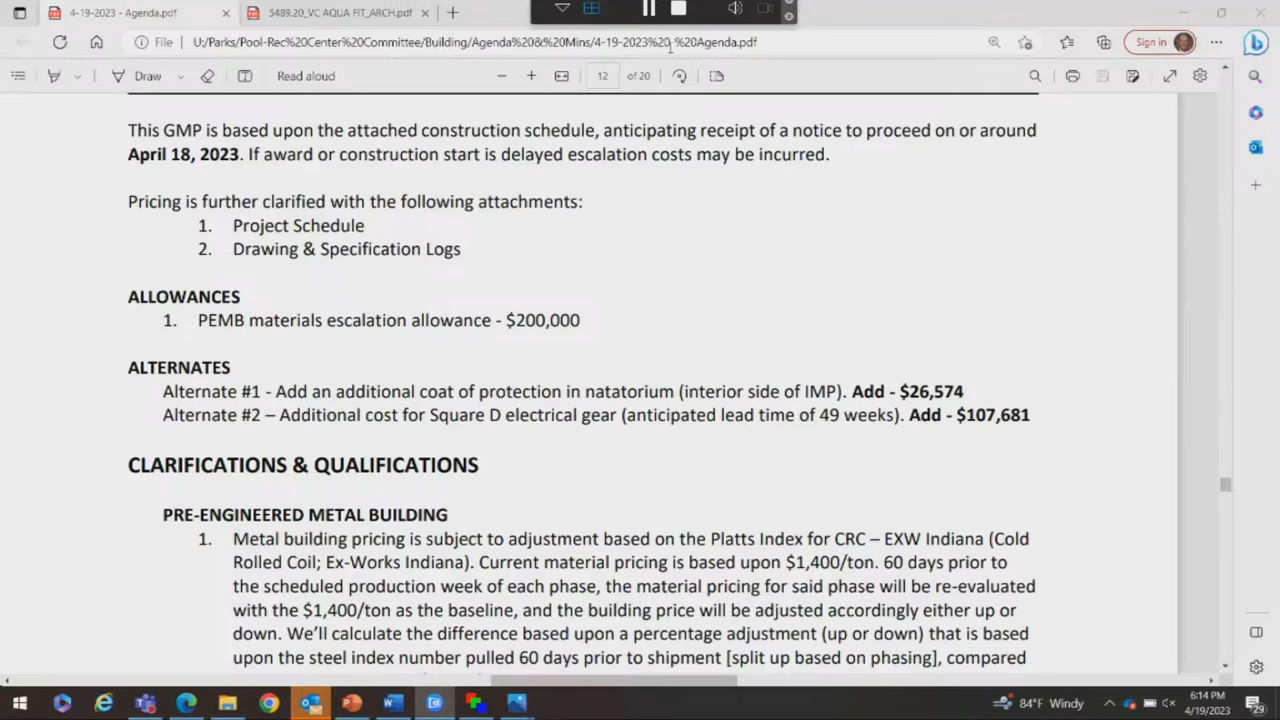 4-19-2023 - Agenda.pdf
5489.20_VC AQUA FIT_ARCH.pdf
File
U:/Parks/Pool-Rec%20Center%20Committee/Building/Agenda%20&%20Mins/4-19-2023%20-%20Agenda.pdf
Sign in
Draw
Read aloud
12 of 20
This GMP is based upon the attached construction schedule, anticipating receipt of a notice to proceed on or around
April 18, 2023. If award or construction start is delayed escalation costs may be incurred.
Pricing is further clarified with the following attachments:
1. Project Schedule
2. Drawing & Specification Logs
ALLOWANCES
1. PEMB materials escalation allowance - $200,000
ALTERNATES
Alternate #1 - Add an additional coat of protection in natatorium (interior side of IMP). Add - $26,574
Alternate #2 – Additional cost for Square D electrical gear (anticipated lead time of 49 weeks). Add - $107,681
CLARIFICATIONS & QUALIFICATIONS
PRE-ENGINEERED METAL BUILDING
1. Metal building pricing is subject to adjustment based on the Platts Index for CRC – EXW Indiana (Cold
Rolled Coil; Ex-Works Indiana). Current material pricing is based upon $1,400/ton. 60 days prior to
the scheduled production week of each phase, the material pricing for said phase will be re-evaluated
with the $1,400/ton as the baseline, and the building price will be adjusted accordingly either up or
down. We'll calculate the difference based upon a percentage adjustment (up or down) that is based
upon the steel index number pulled 60 days prior to shipment [split up based on phasing], compared
84°F Windy
6:14 PM
4/19/2023
29